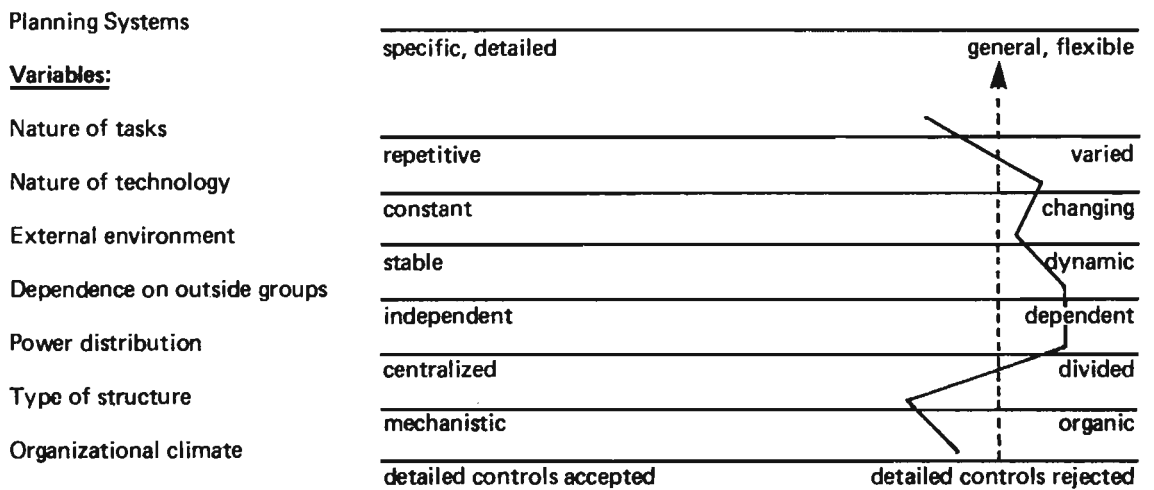 Planning Systems
specific, detailed general, flexible
Variables:
Nature of tasks
repetitive varied
Nature of technology
constant changing
External environment
stable dynamic
Dependence on outside groups
independent dependent
Power distribution
centralized divided
Type of structure
mechanistic organic
Organizational climate
detailed controls accepted detailed controls rejected